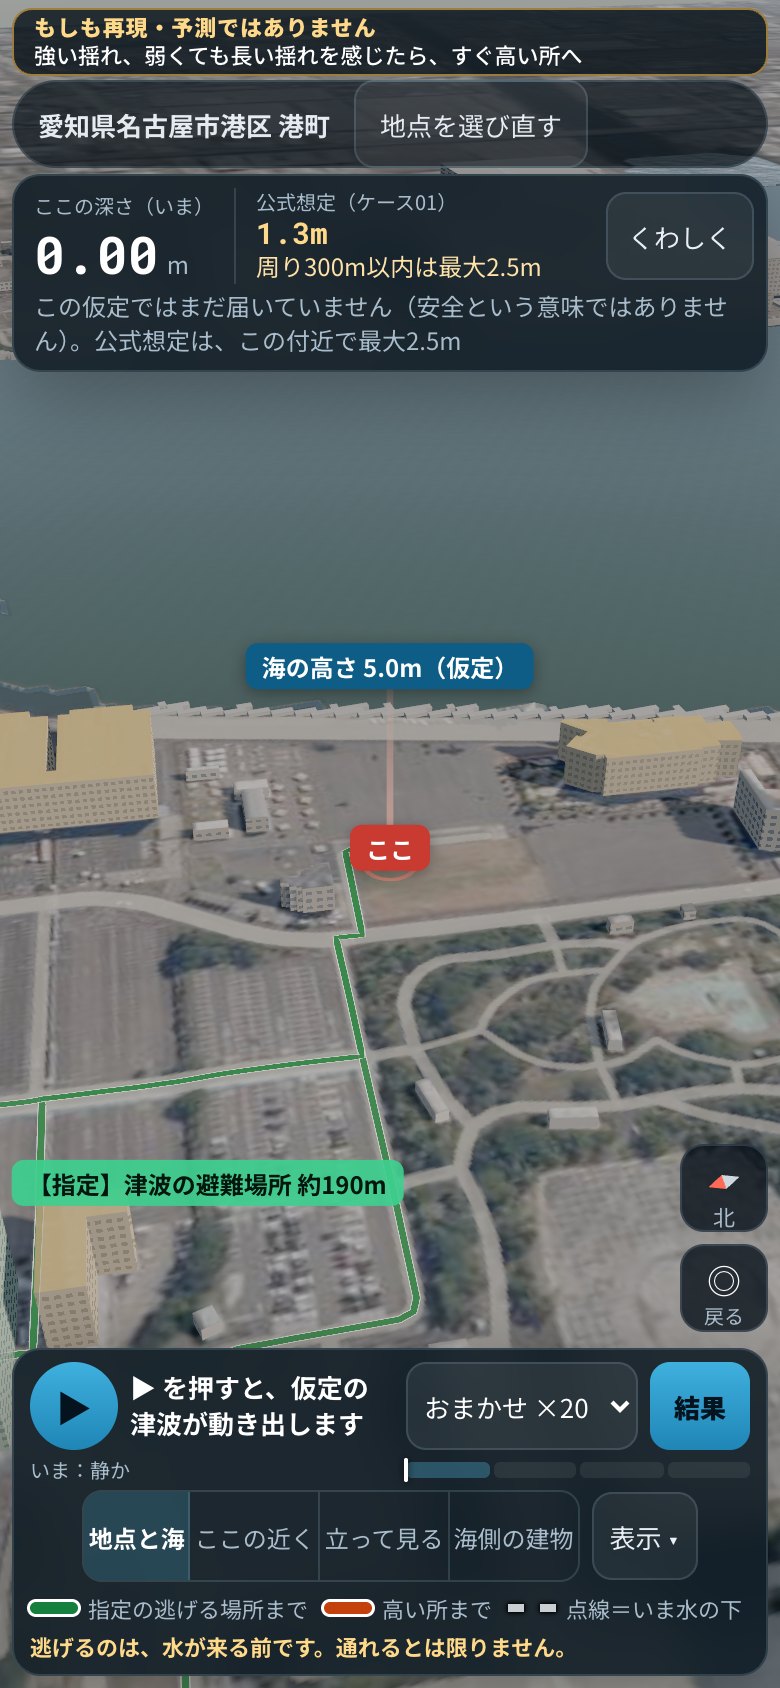 もしも再現・予測ではありません
強い揺れ、弱くても長い揺れを感じたら、すぐ高い所へ
愛知県名古屋市港区 港町
地点を選び直す
ここの深さ（いま）
0.00 m
公式想定（ケース01）
1.3m
周り300m以内は最大2.5m
くわしく
この仮定ではまだ届いていません（安全という意味ではありませ
ん）。公式想定は、この付近で最大2.5m
海の高さ 5.0m（仮定）
ここ
【指定】津波の避難場所 約190m
北
戻る
▶ を押すと、仮定の
津波が動き出します
おまかせ ×20
結果
いま：静か
地点と海
ここの近く
立って見る
海側の建物
表示 ▾
指定の逃げる場所まで
高い所まで
点線＝いま水の下
逃げるのは、水が来る前です。通れるとは限りません。